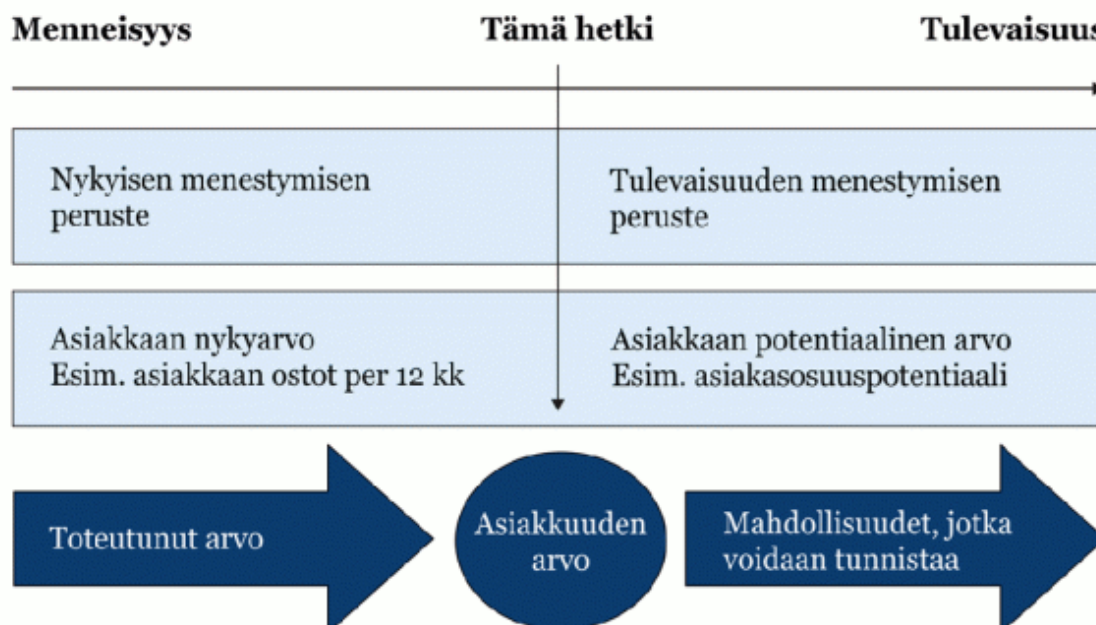 Menneisyys
Tämä hetki
Tulevaisuus
Nykyisen menestymisen
peruste
Tulevaisuuden menestymisen
peruste
Asiakkaan nykyarvo
Esim. asiakkaan ostot per 12 kk
Asiakkaan potentiaalinen arvo
Esim. asiakasosuuspotentiaali
Toteutunut arvo
Asiakkuuden
arvo
Mahdollisuudet, jotka
voidaan tunnistaa